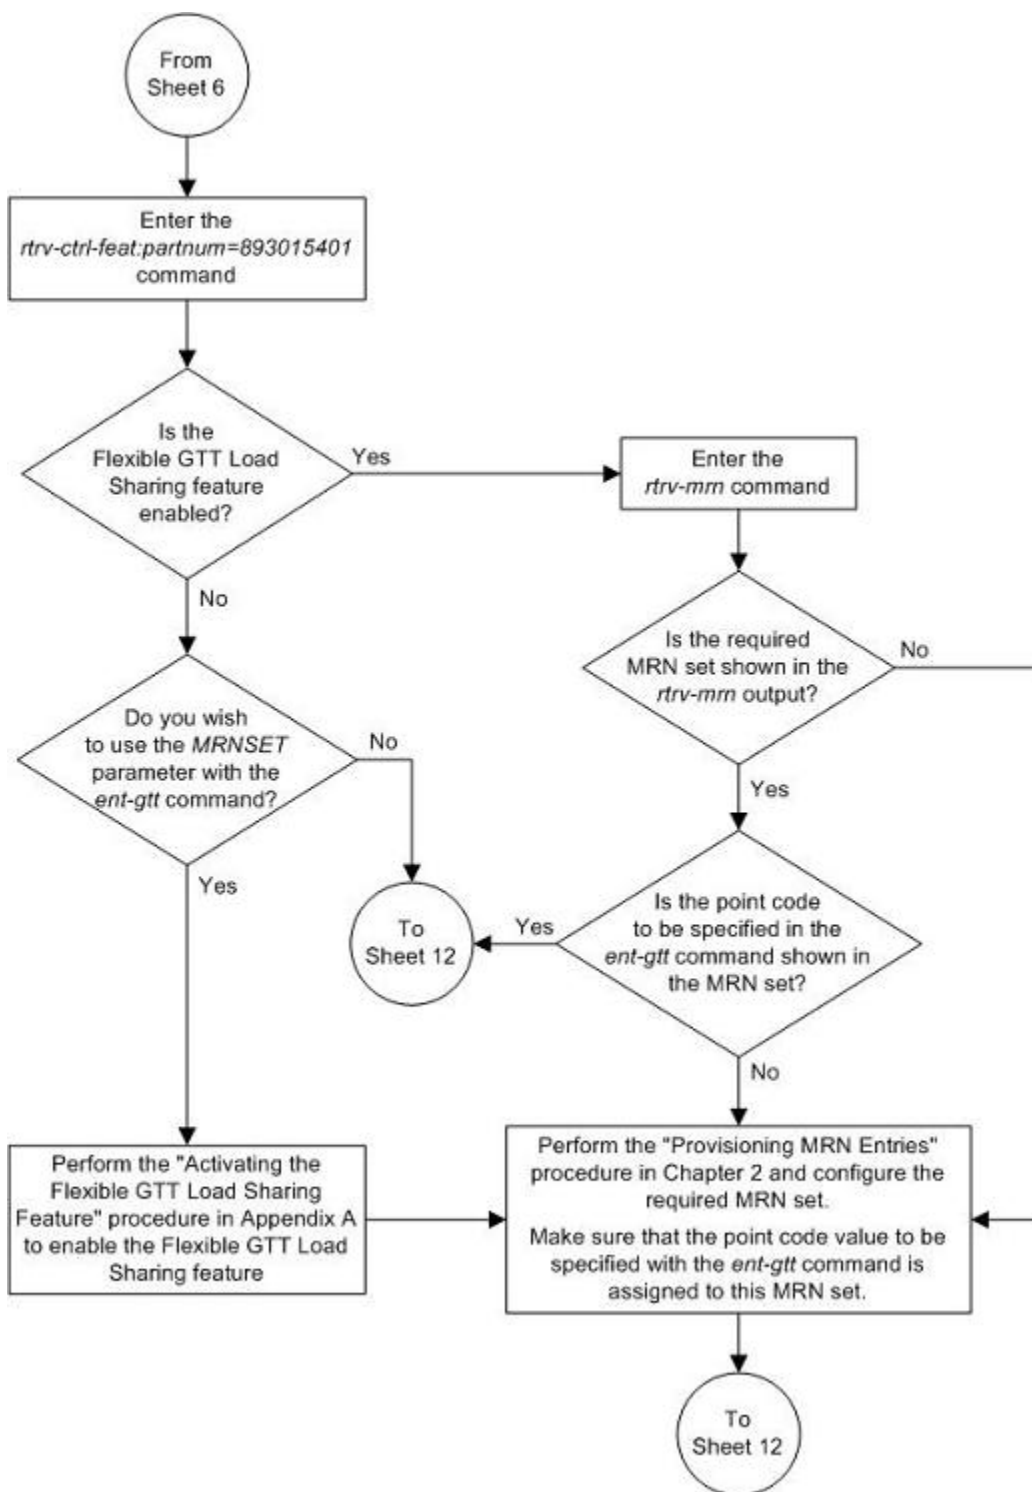 From
Sheet 6
Enter the
rtrv-ctrl-feat:partnum=893015401
command
Is the
Flexible GTT Load
Sharing feature
enabled?
Yes
No
Enter the
rtrv-mrn command
Is the required
MRN set shown in the
rtrv-mrn output?
No
Yes
Do you wish
to use the MRNSET
parameter with the
ent-gtt command?
No
Yes
To
Sheet 12
Is the point code
to be specified in the
ent-gtt command shown in
the MRN set?
Yes
No
Perform the "Activating the
Flexible GTT Load Sharing
Feature" procedure in Appendix A
to enable the Flexible GTT Load
Sharing feature
Perform the "Provisioning MRN Entries"
procedure in Chapter 2 and configure the
required MRN set.
Make sure that the point code value to be
specified with the ent-gtt command is
assigned to this MRN set.
To
Sheet 12